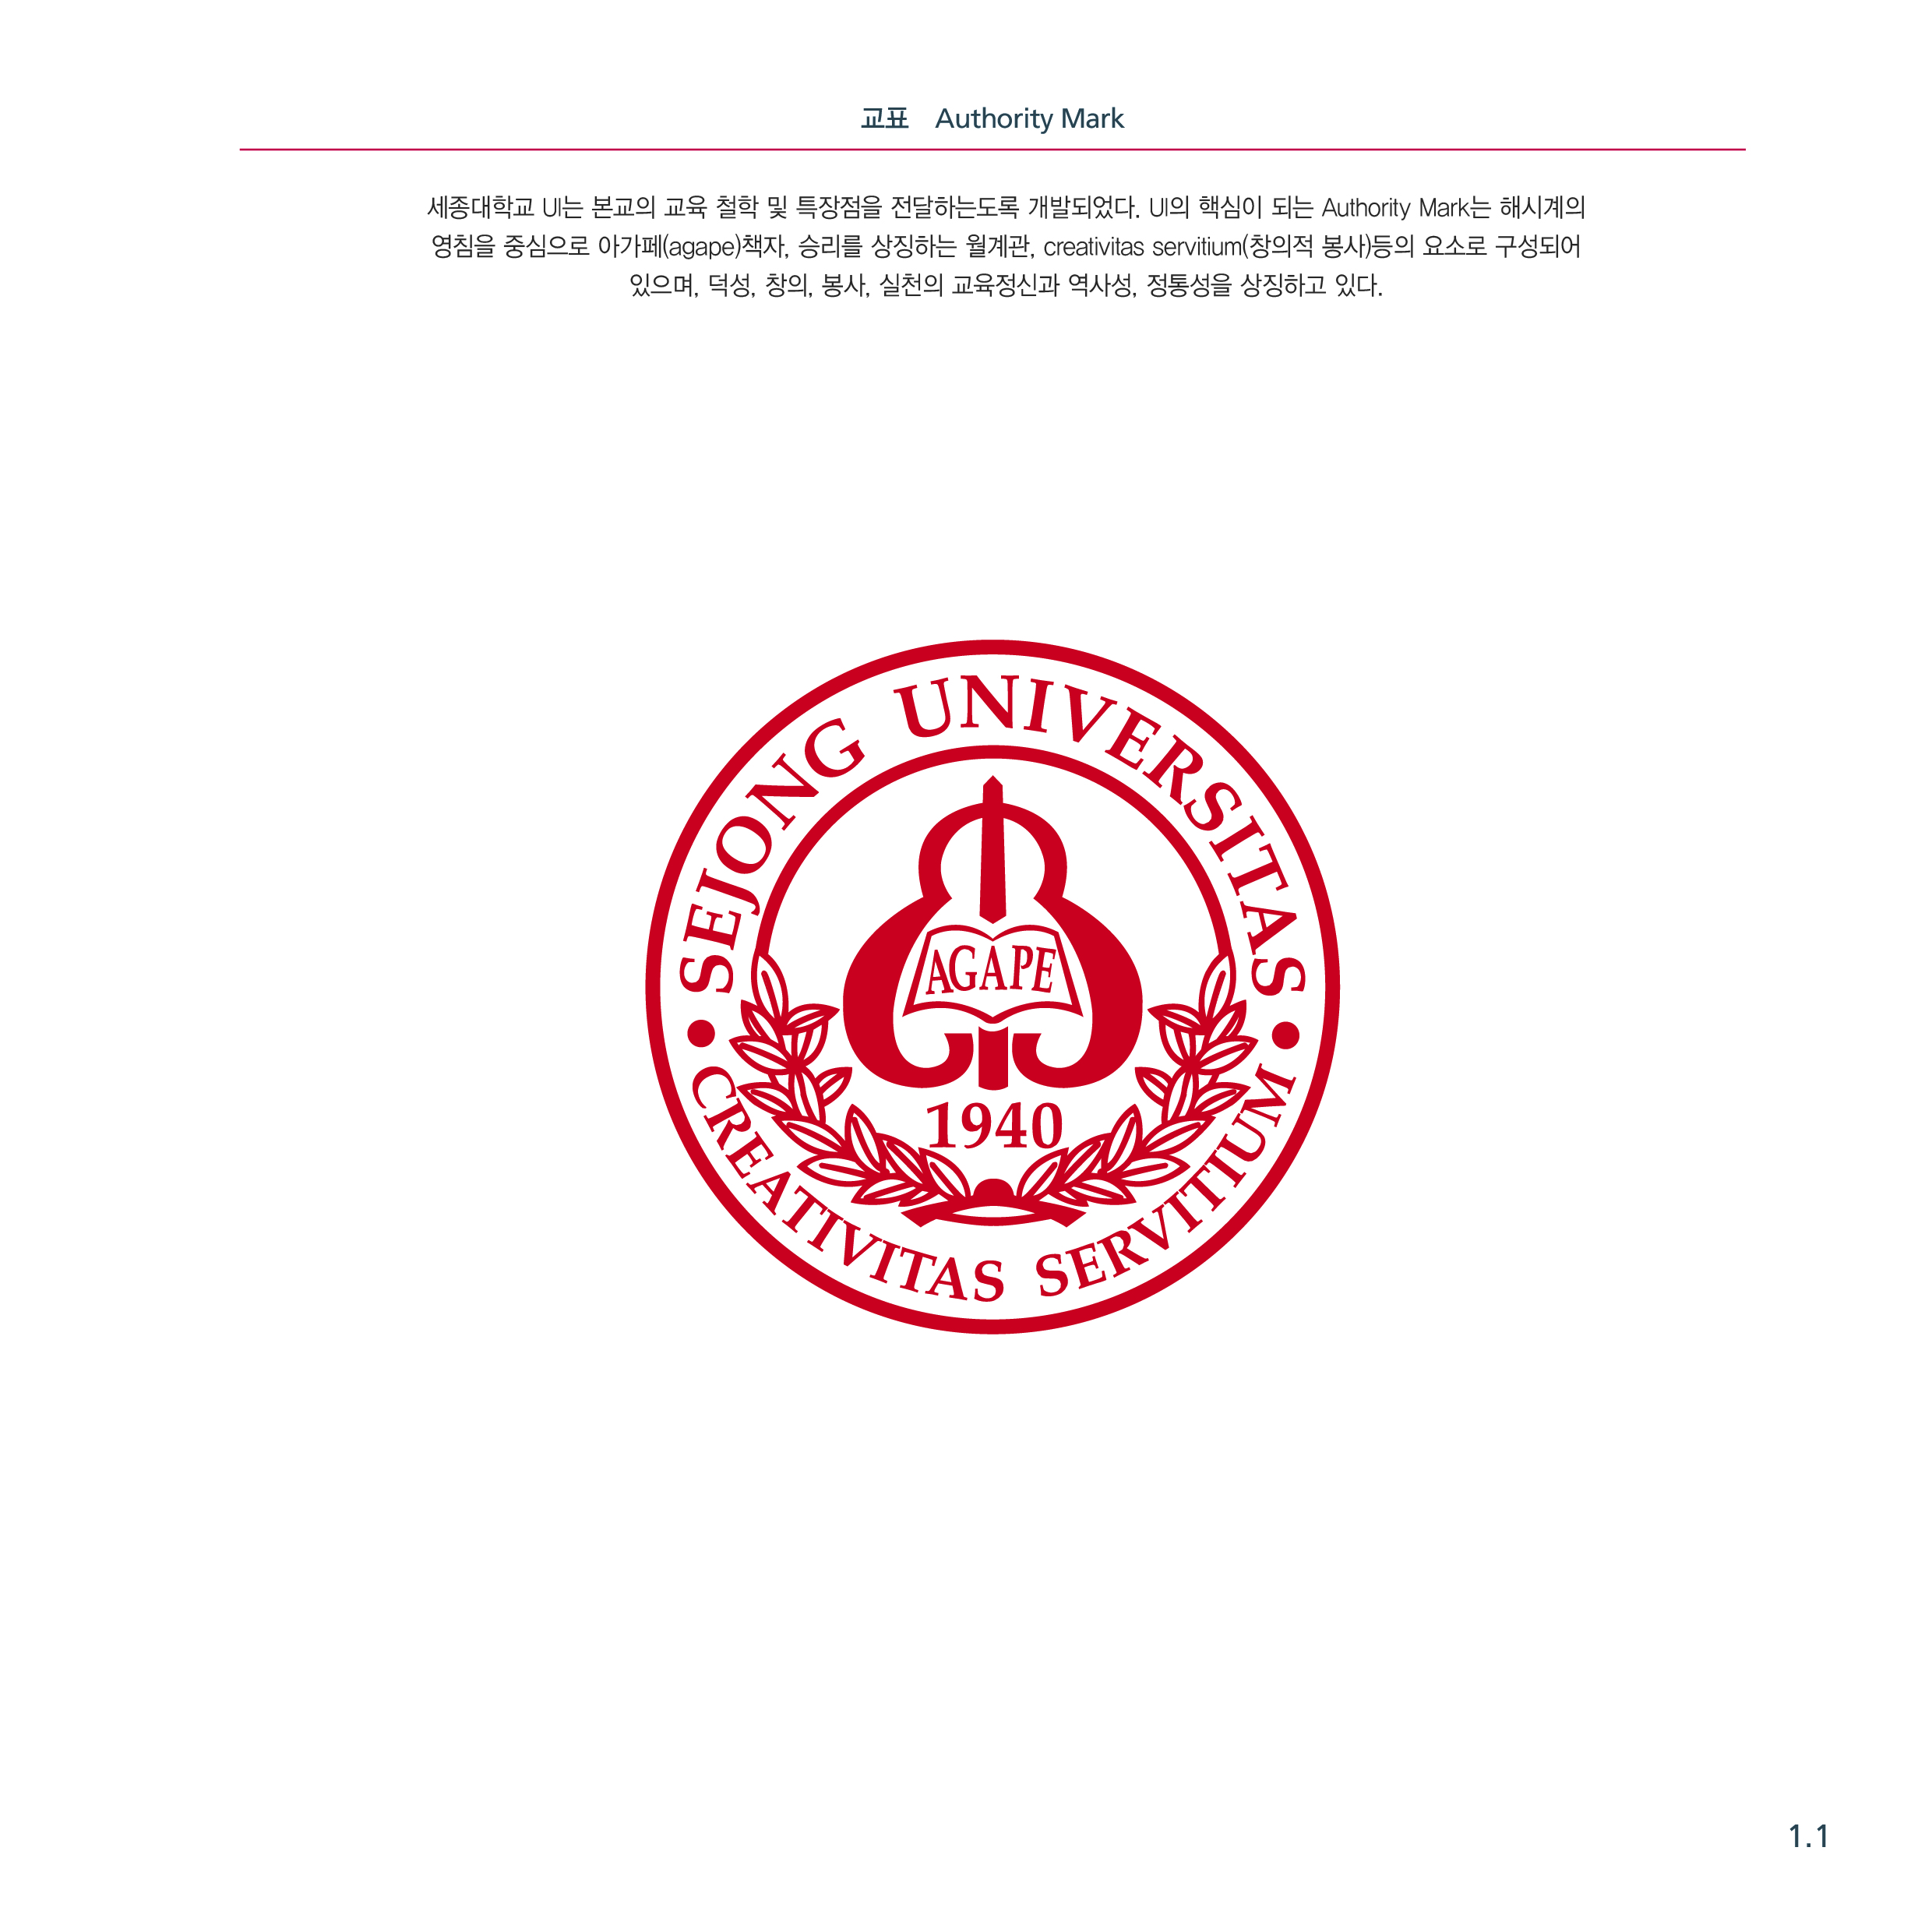 교표 Authority Mark
세종대학교 UI는 본교의 교육 철학 및 특장점을 전달하는도록 개발되었다. UI의 핵심이 되는 Authority Mark는 해시계의
영침을 중심으로 아가페(agape)책자, 승리를 상징하는 월계관, creativitas servitium(창의적 봉사)등의 요소로 구성되어
있으며, 덕성, 창의, 봉사, 실천의 교육정신과 역사성, 정통성을 상징하고 있다.
SEJONG UNIVERSITAS
AGAPE
1940
CREATIVITAS SERVITIUM
1.1